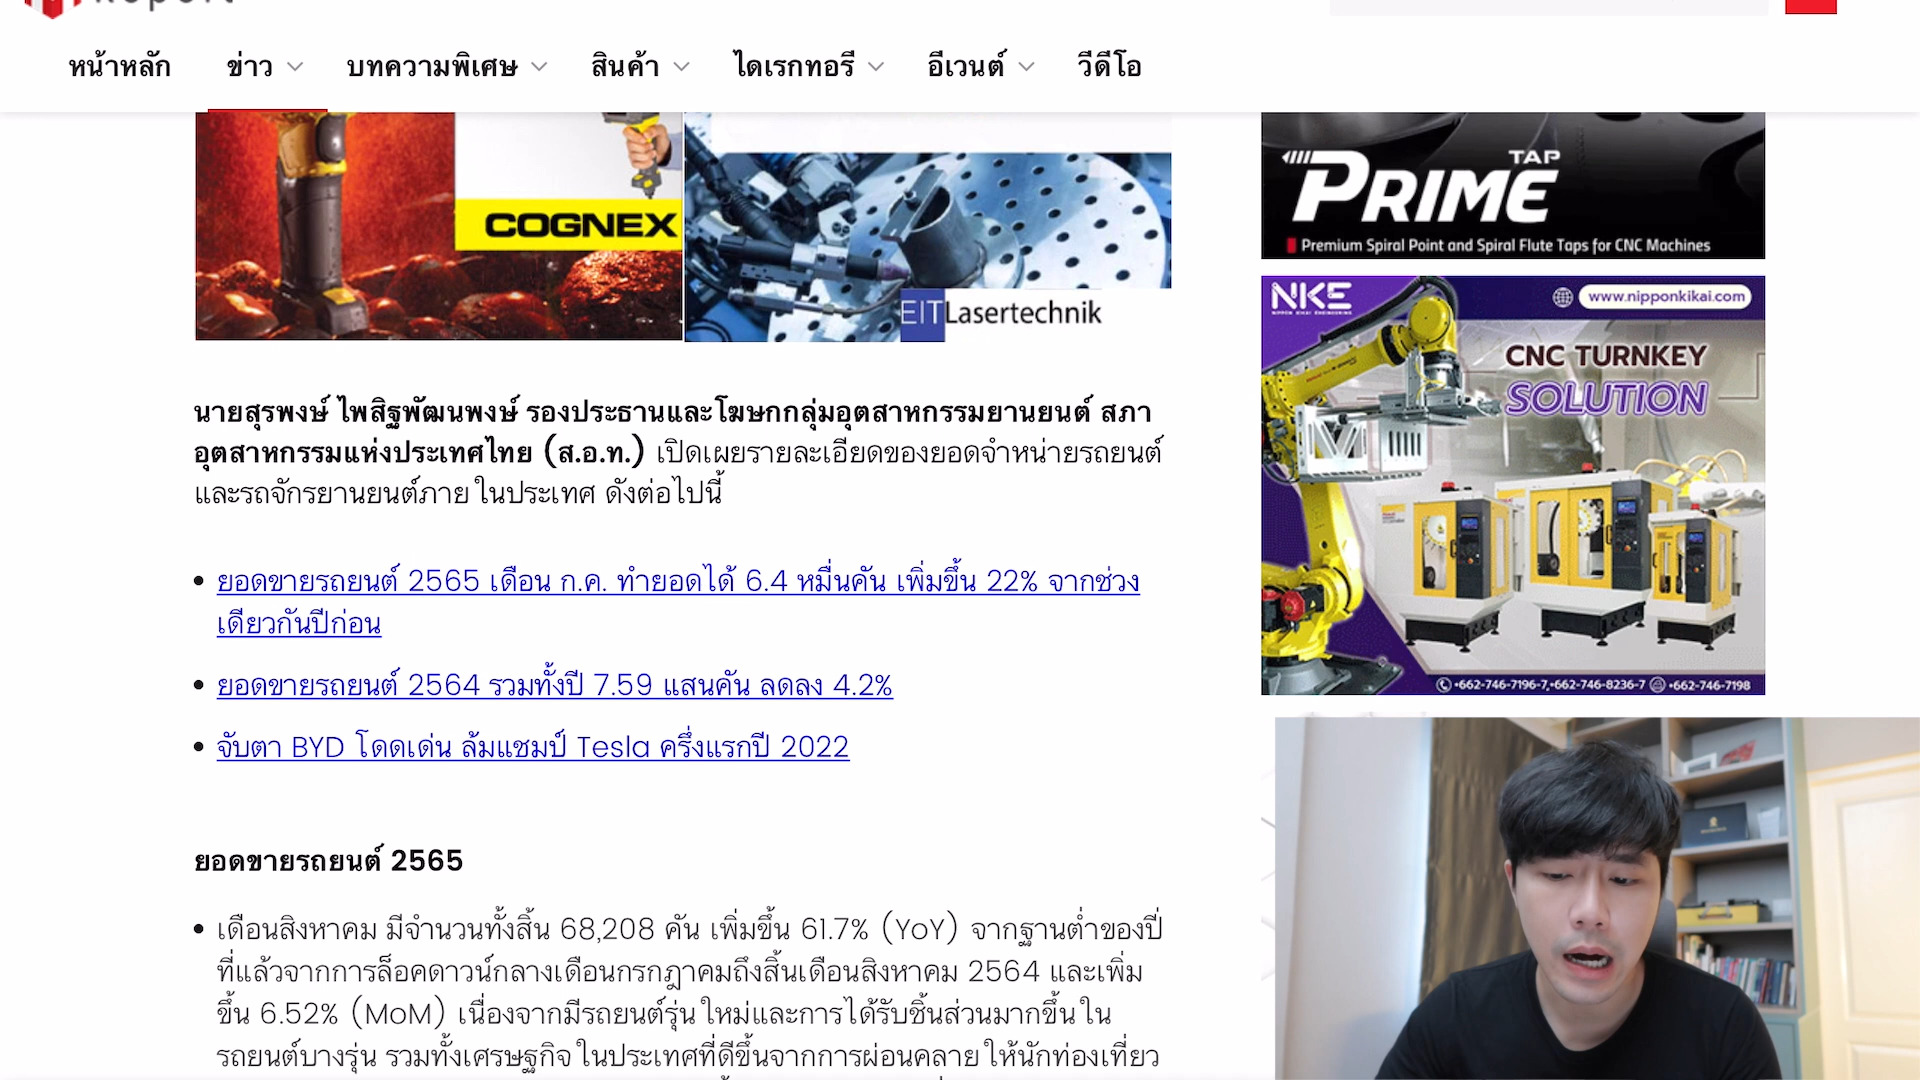 หน้าหลัก
ข่าว
บทความพิเศษ
สินค้า
ไดเรกทอรี
อีเวนต์
วีดีโอ
COGNEX
EIT Lasertechnik
TAP
PRIME
Premium Spiral Point and Spiral Flute Taps for CNC Machines
NKE
NIPPON KIKAI ENGINEERING
www.nipponkikai.com
CNC TURNKEY
SOLUTION
+662-746-7196-7,+662-746-8236-7 +662-746-7198
นายสุรพงษ์ ไพสิฐพัฒนพงษ์ รองประธานและโฆษกกลุ่มอุตสาหกรรมยานยนต์ สภา
อุตสาหกรรมแห่งประเทศไทย (ส.อ.ท.) เปิดเผยรายละเอียดของยอดจำหน่ายรถยนต์
และรถจักรยานยนต์ภายในประเทศ ดังต่อไปนี้
ยอดขายรถยนต์ 2565 เดือน ก.ค. ทำยอดได้ 6.4 หมื่นคัน เพิ่มขึ้น 22% จากช่วง
เดียวกันปีก่อน
ยอดขายรถยนต์ 2564 รวมทั้งปี 7.59 แสนคัน ลดลง 4.2%
จับตา BYD โดดเด่น ล้มแชมป์ Tesla ครึ่งแรกปี 2022
ยอดขายรถยนต์ 2565
เดือนสิงหาคม มีจำนวนทั้งสิ้น 68,208 คัน เพิ่มขึ้น 61.7% (YoY) จากฐานต่ำของปี
ที่แล้วจากการล็อคดาวน์กลางเดือนกรกฎาคมถึงสิ้นเดือนสิงหาคม 2564 และเพิ่ม
ขึ้น 6.52% (MoM) เนื่องจากมีรถยนต์รุ่นใหม่และการได้รับชิ้นส่วนมากขึ้นใน
รถยนต์บางรุ่น รวมทั้งเศรษฐกิจในประเทศที่ดีขึ้นจากการผ่อนคลายให้นักท่องเที่ยว